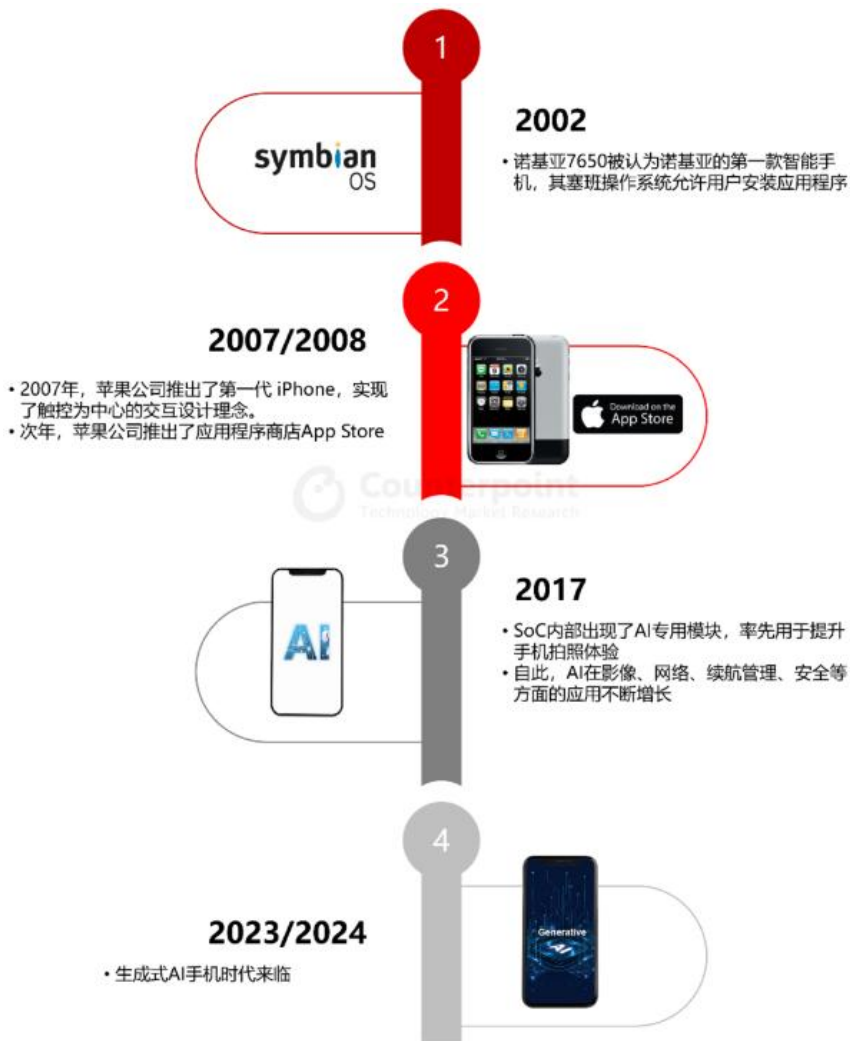 1
symbian
OS
2002
• 诺基亚7650被认为诺基亚的第一款智能手
机，其塞班操作系统允许用户安装应用程序
2
2007/2008
• 2007年，苹果公司推出了第一代 iPhone，实现
了触控为中心的交互设计理念。
• 次年，苹果公司推出了应用程序商店App Store
Download on the
App Store
Counterpoint
Technology Market Research
3
AI
2017
• SoC内部出现了AI专用模块，率先用于提升
手机拍照体验
• 自此，AI在影像、网络、续航管理、安全等
方面的应用不断增长
4
2023/2024
• 生成式AI手机时代来临
Generative
AI